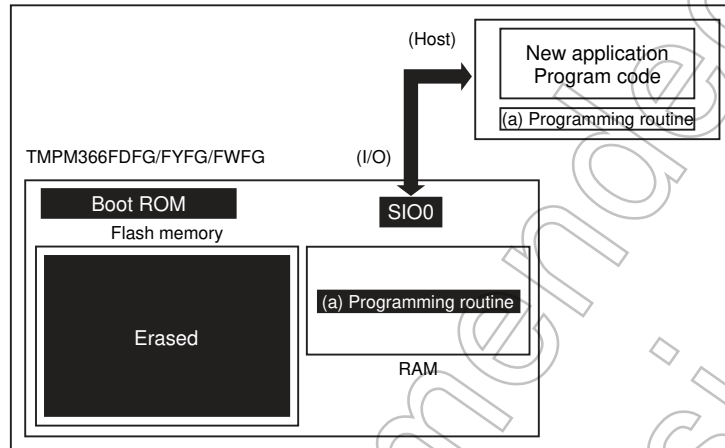 (Host)
New application
Program code
(a) Programming routine
TMPM366FDFG/FYFG/FWFG
(I/O)
Boot ROM
SIO0
Flash memory
(a) Programming routine
Erased
RAM